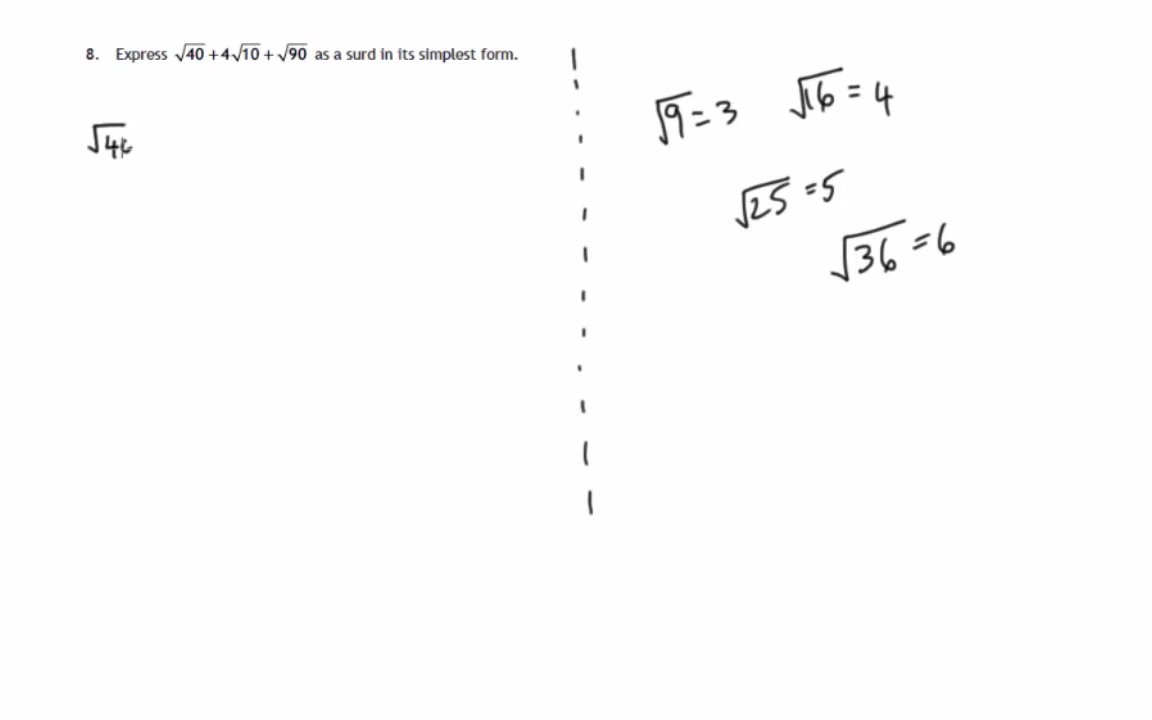 8. Express √40 + 4√10 + √90 as a surd in its simplest form.
√9 = 3 √16 = 4
√25 = 5
√36 = 6